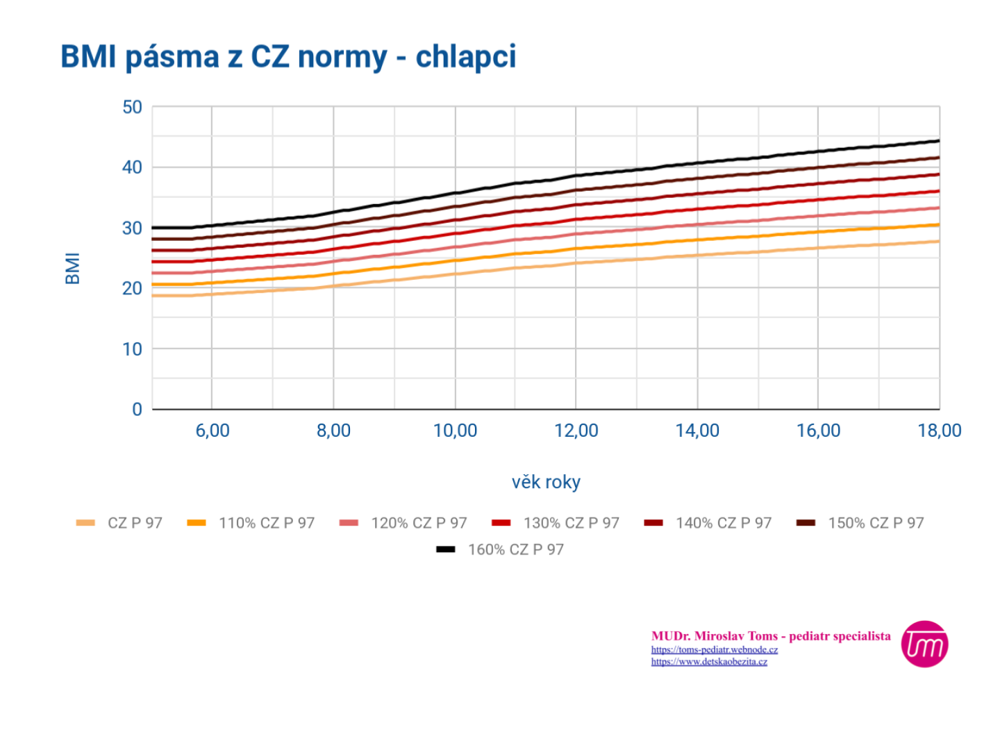 BMI pásma z CZ normy - chlapci
50
40
30
20
10
0
BMI
6,00 8,00 10,00 12,00 14,00 16,00 18,00
věk roky
CZ P 97 110% CZ P 97 120% CZ P 97 130% CZ P 97 140% CZ P 97 150% CZ P 97
160% CZ P 97
MUDr. Miroslav Toms - pediatr specialista
https://toms-pediatr.webnode.cz
https://www.detskaobezita.cz
Tm